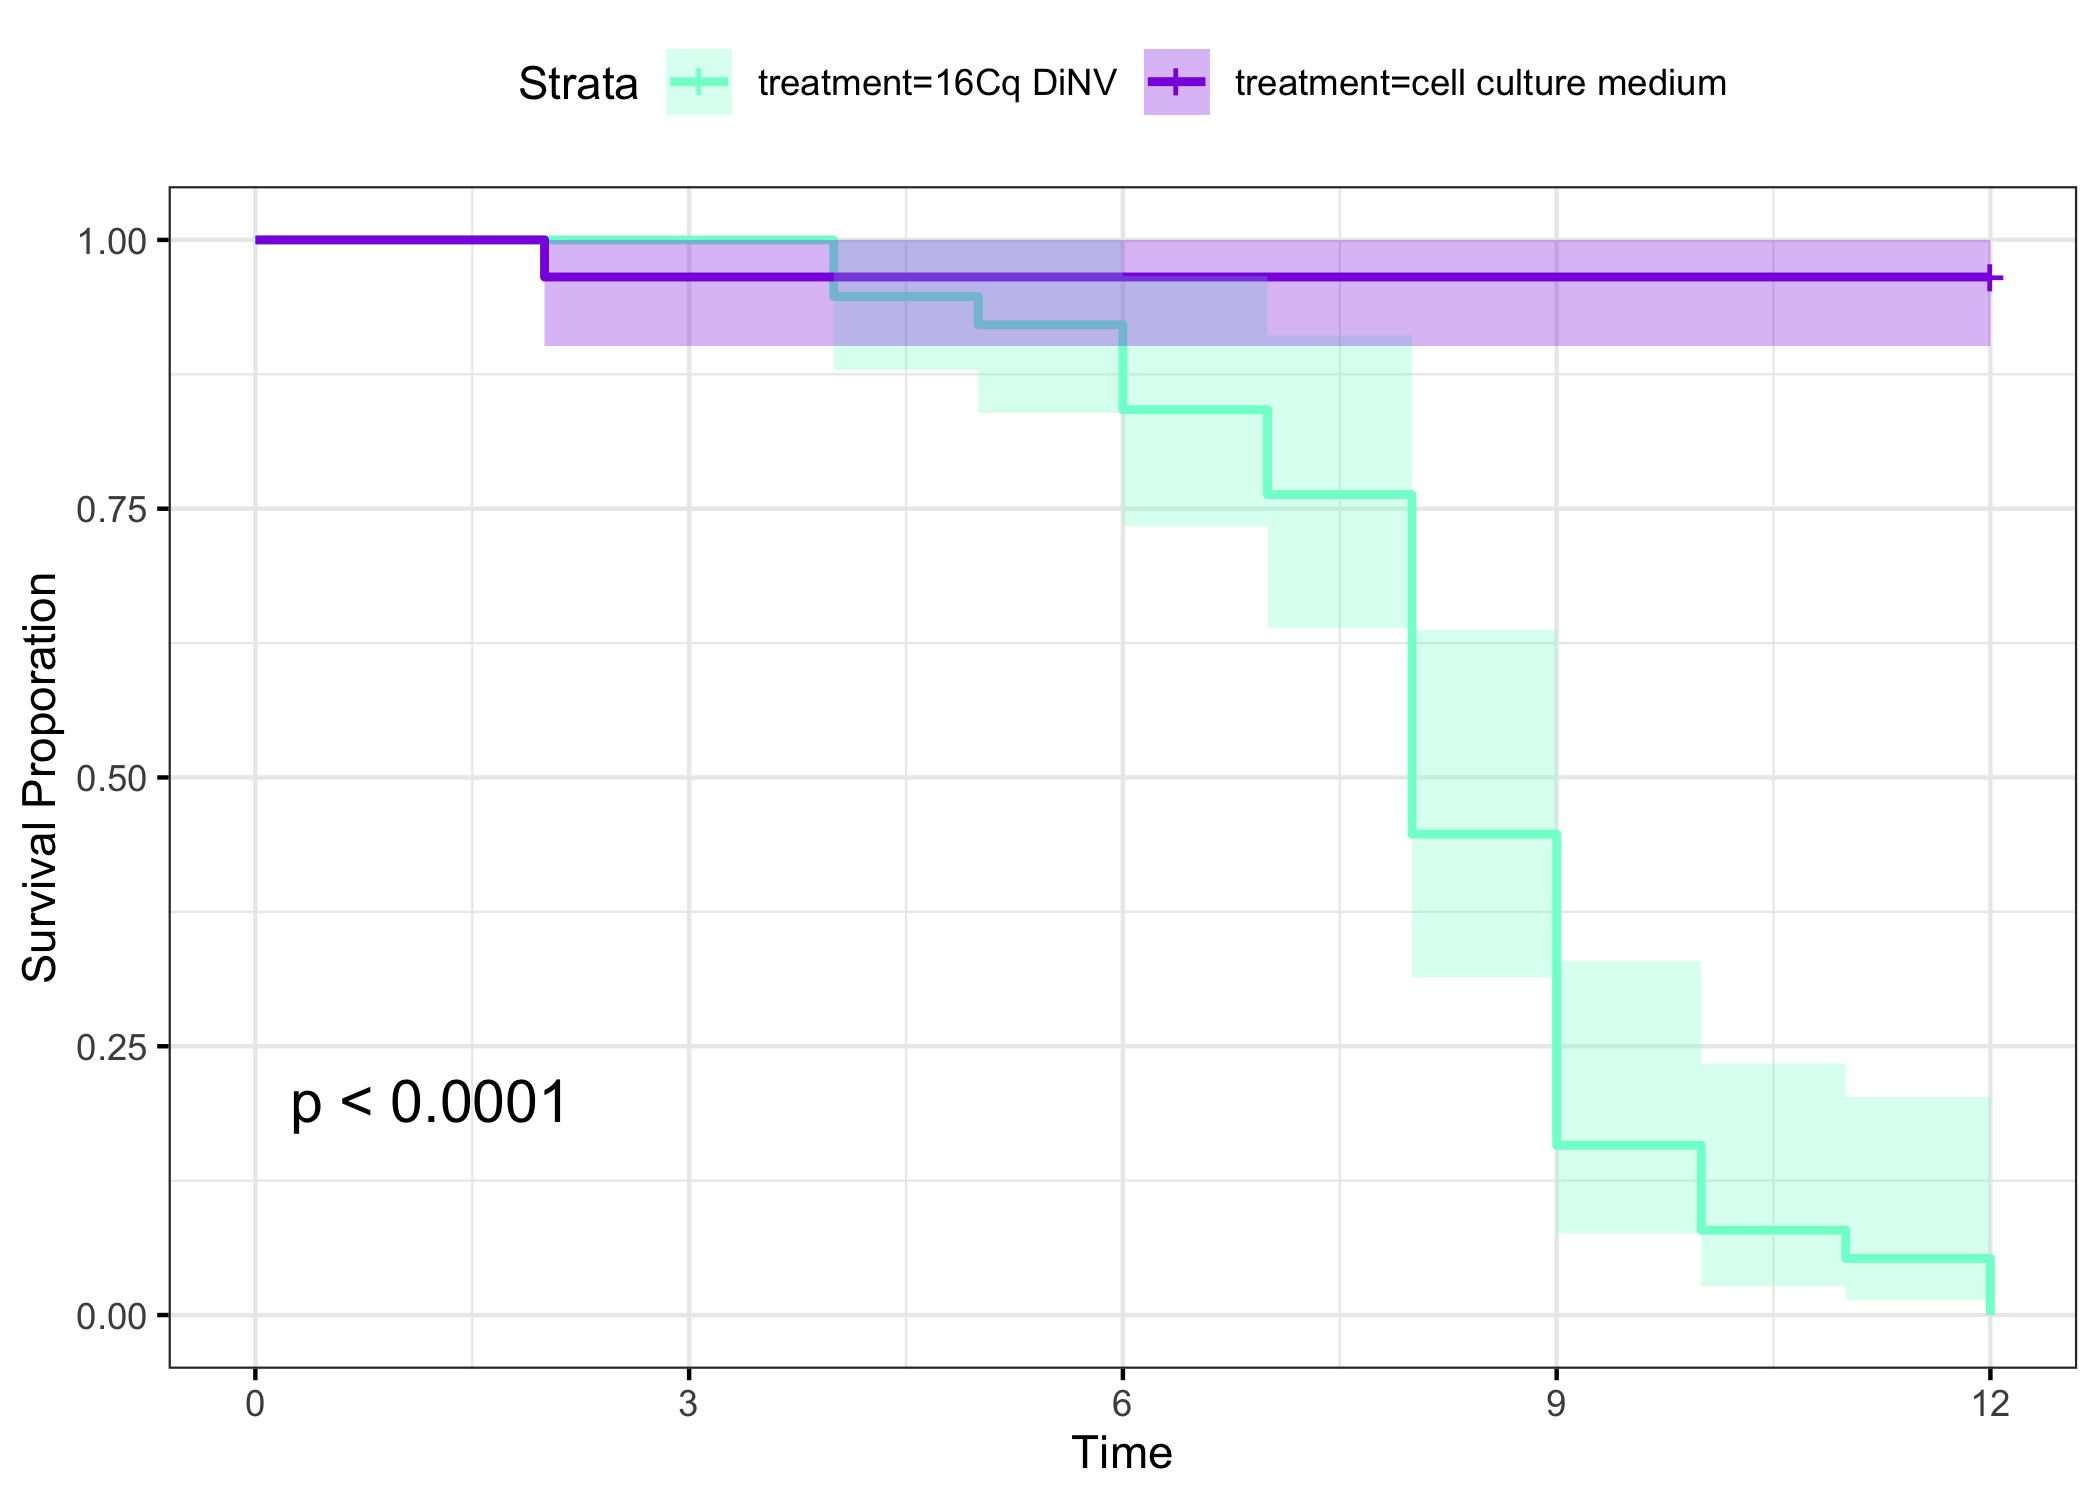 Strata treatment=16Cq DiNV treatment=cell culture medium
Survival Proporation
1.00
0.75
0.50
0.25
0.00
p < 0.0001
0 3 6 9 12
Time